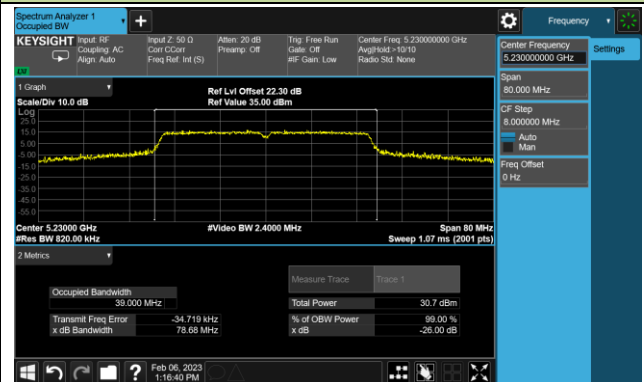 Spectrum Analyzer 1
Occupied BW
Frequency
KEYSIGHT
Input: RF
Coupling: AC
Align: Auto
Input Z: 50 Ω
Corr CCorr
Freq Ref: Int (S)
Atten: 20 dB
Preamp: Off
Trig: Free Run
Gate: Off
#IF Gain: Low
Center Freq: 5.230000000 GHz
Avg|Hold:>10/10
Radio Std: None
Center Frequency
5.230000000 GHz
Settings
Span
80.000 MHz
CF Step
8.000000 MHz
Auto
Man
Freq Offset
0 Hz
1 Graph
Scale/Div 10.0 dB
Ref Lvl Offset 22.30 dB
Ref Value 35.00 dBm
Log
25.0
15.0
5.00
-5.00
-15.0
-25.0
-35.0
-45.0
-55.0
Center 5.23000 GHz
#Res BW 820.00 kHz
#Video BW 2.4000 MHz
Span 80 MHz
Sweep 1.07 ms (2001 pts)
2 Metrics
Measure Trace
Trace 1
Occupied Bandwidth
39.000 MHz
Total Power
30.7 dBm
Transmit Freq Error
-34.719 kHz
% of OBW Power
99.00 %
x dB Bandwidth
78.68 MHz
x dB
-26.00 dB
?
Feb 06, 2023
1:16:40 PM